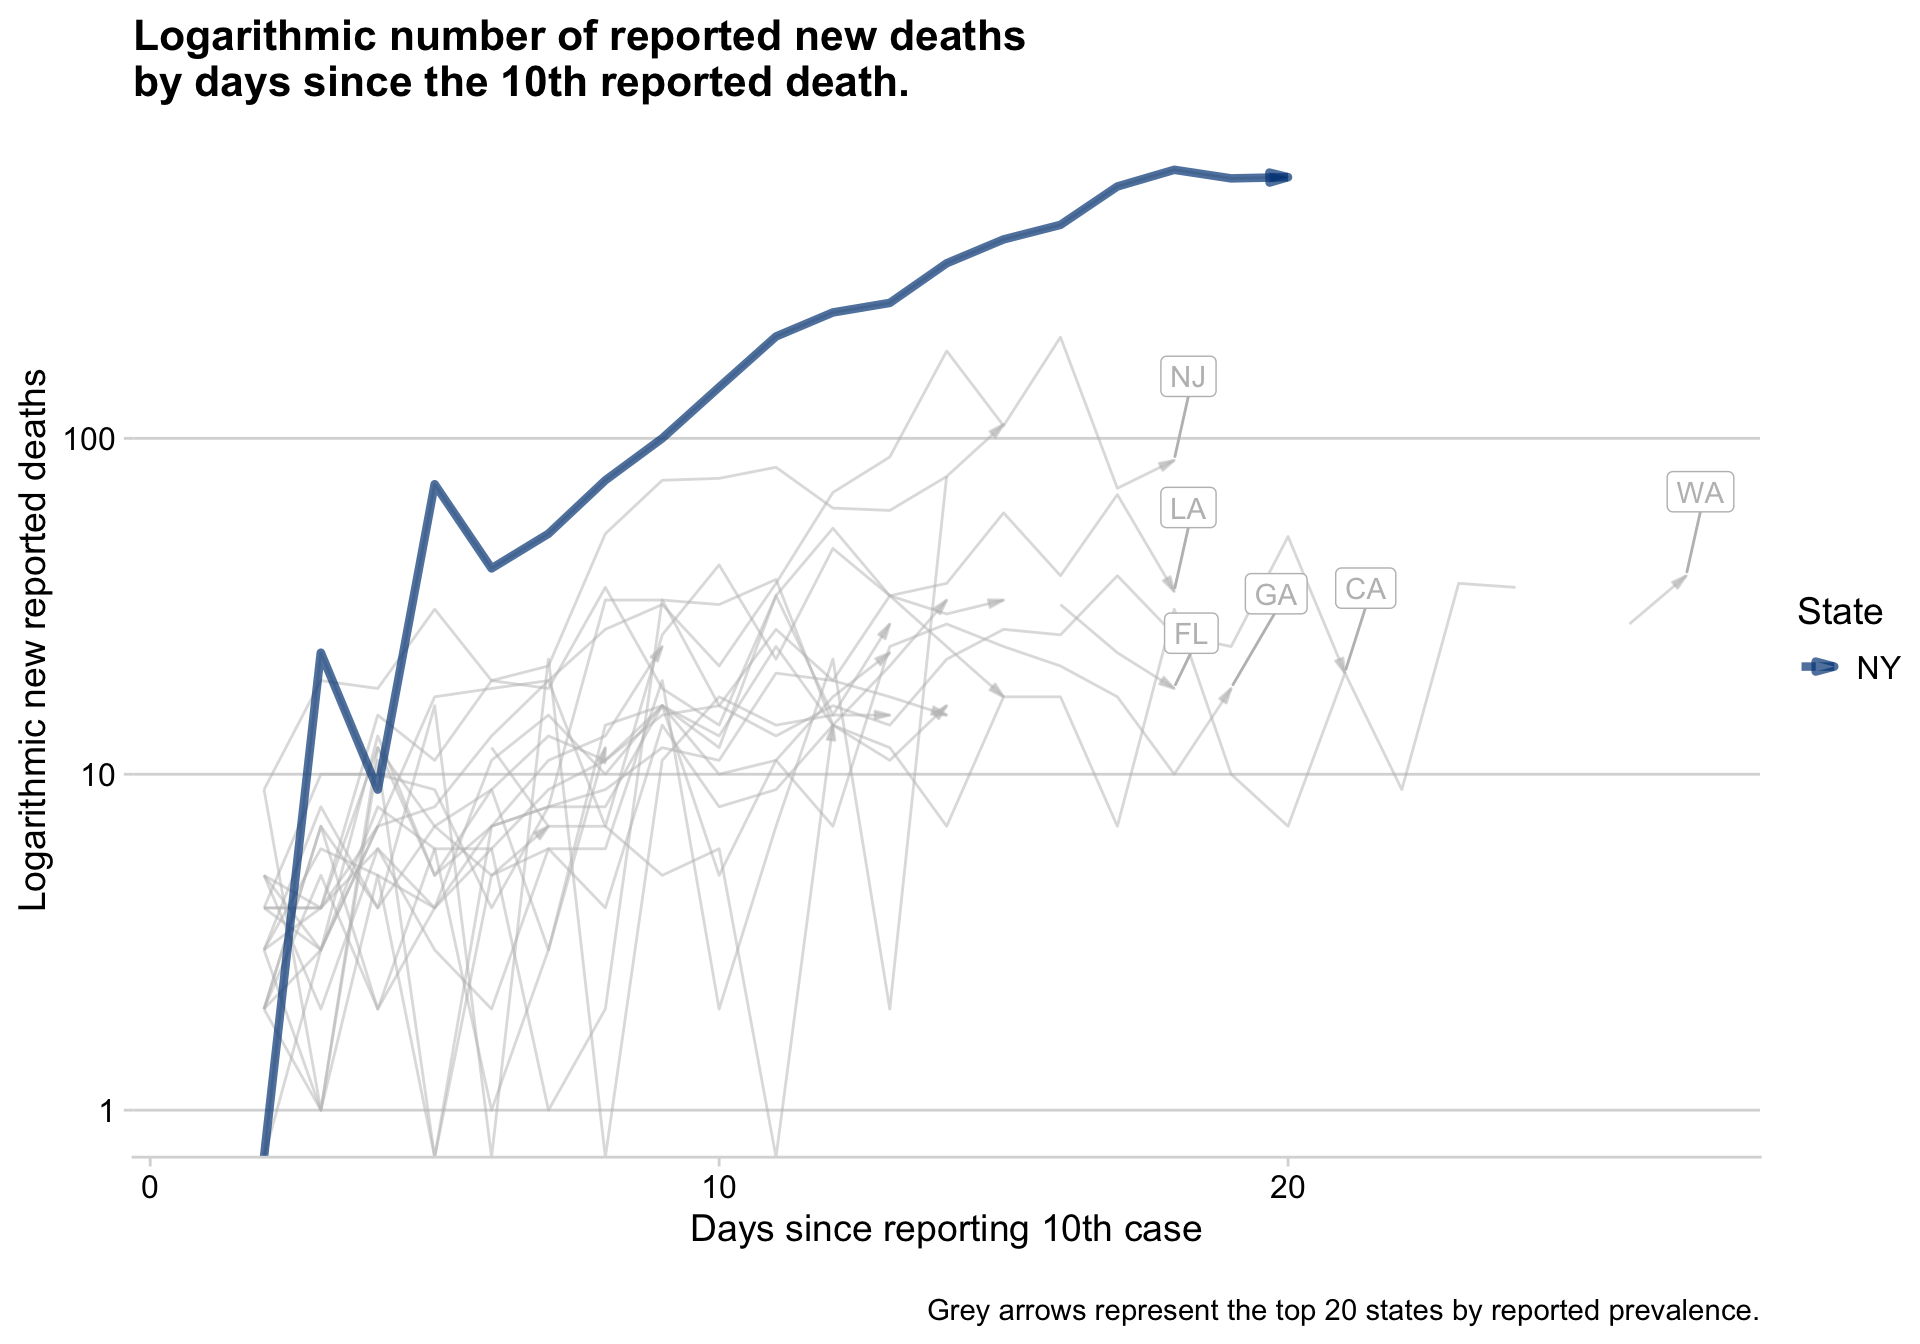 Logarithmic number of reported new deaths
by days since the 10th reported death.
Logarithmic new reported deaths
100
10
1
NJ
LA
WA
GA
CA
FL
State
NY
0
10
20
Days since reporting 10th case
Grey arrows represent the top 20 states by reported prevalence.